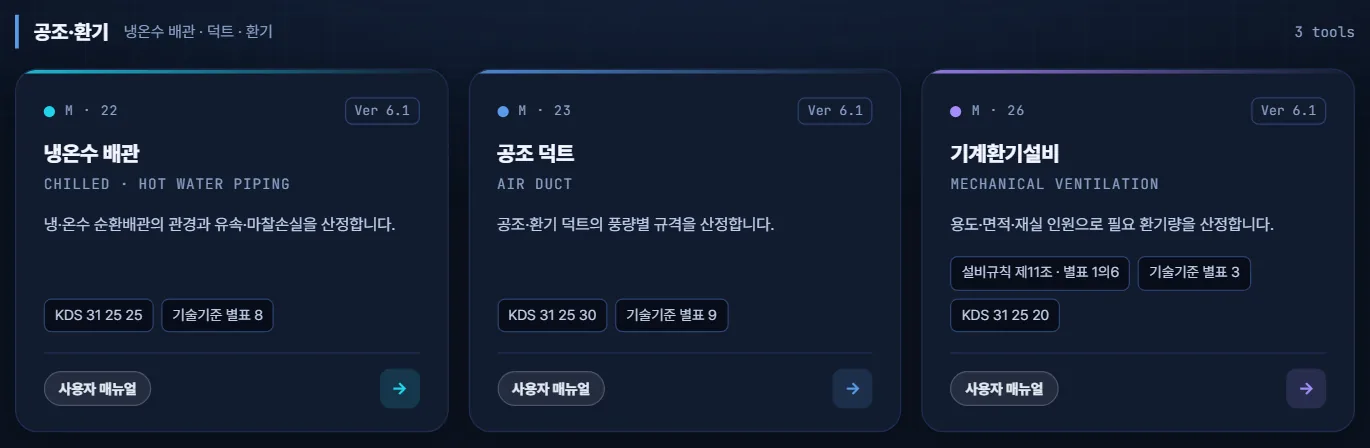 공조·환기 냉온수 배관 · 덕트 · 환기
3 tools
M · 22
Ver 6.1
냉온수 배관
CHILLED · HOT WATER PIPING
냉·온수 순환배관의 관경과 유속·마찰손실을 산정합니다.
KDS 31 25 25
기술기준 별표 8
사용자 매뉴얼
→
M · 23
Ver 6.1
공조 덕트
AIR DUCT
공조·환기 덕트의 풍량별 규격을 산정합니다.
KDS 31 25 30
기술기준 별표 9
사용자 매뉴얼
→
M · 26
Ver 6.1
기계환기설비
MECHANICAL VENTILATION
용도·면적·재실 인원으로 필요 환기량을 산정합니다.
설비규칙 제11조 · 별표 1의6
기술기준 별표 3
KDS 31 25 20
사용자 매뉴얼
→